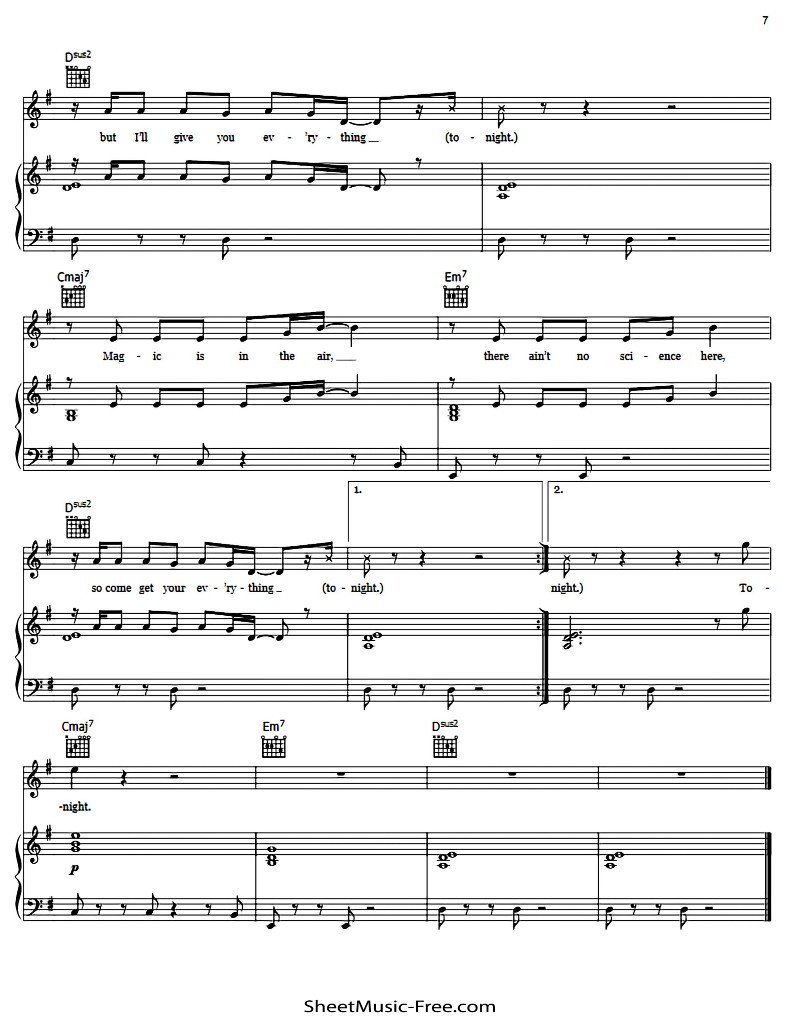 7
Dsus2
but I'll give you ev - 'ry - thing (to - night.)
Cmaj7 Em7
Mag - ic is in the air, there ain't no sci - ence here,
Dsus2 1. 2.
so come get your ev - 'ry - thing (to - night.) night.) To -
Cmaj7 Em7 Dsus2
-night.
p
SheetMusic-Free.com